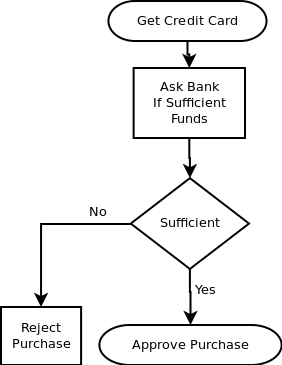 Get Credit Card
Ask Bank
If Sufficient
Funds
Sufficient
No
Yes
Reject
Purchase
Approve Purchase